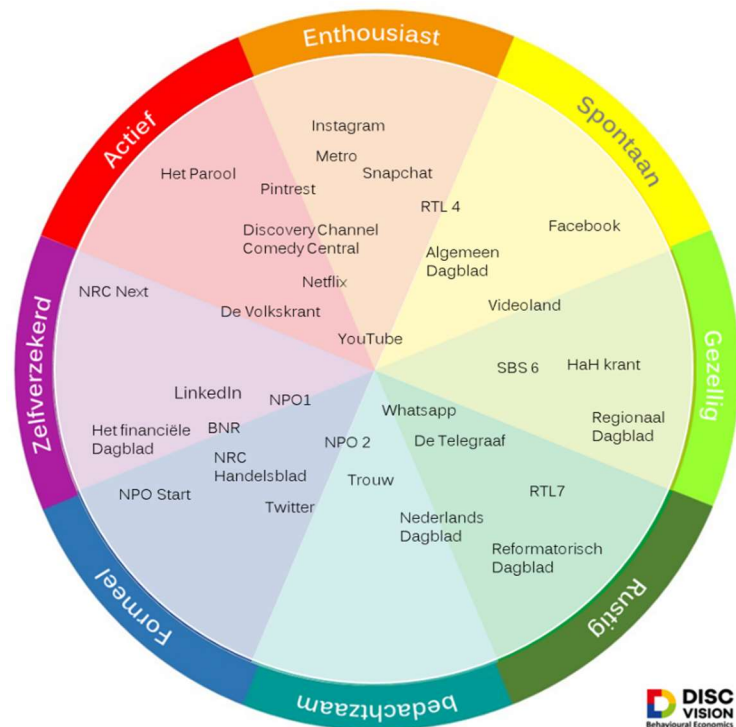 Enthousiast
Spontaan
Gezellig
Rustig
bedachtzaam
Formeel
Zelfverzekerd
Actief
Instagram
Metro
Snapchat
Het Parool
Pintrest
RTL 4
Facebook
Discovery Channel
Comedy Central
Algemeen
Dagblad
Netflix
NRC Next
De Volkskrant
Videoland
YouTube
SBS 6
HaH krant
LinkedIn
NPO1
Whatsapp
Regionaal
Dagblad
Het financiële
Dagblad
BNR
NPO 2
De Telegraaf
NRC
Handelsblad
Trouw
NPO Start
RTL7
Twitter
Nederlands
Dagblad
Reformatorisch
Dagblad
DISC
VISION
Behavioural Economics